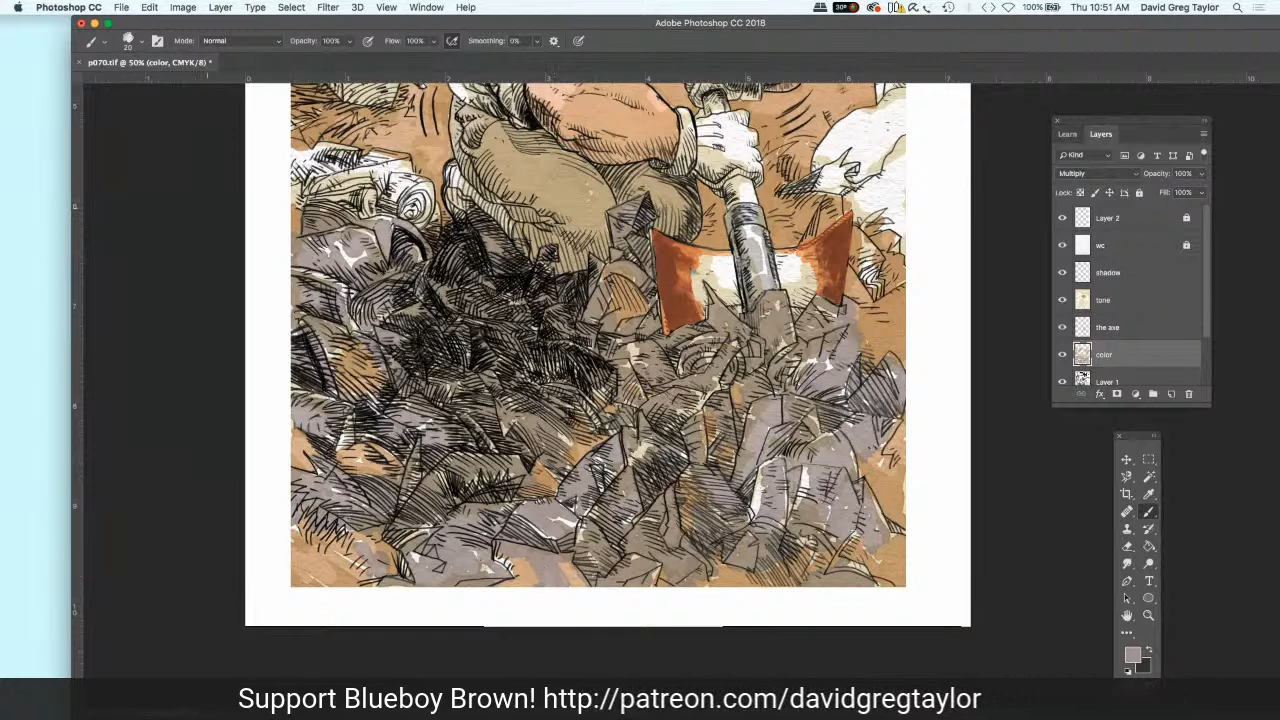 Photoshop CC File Edit Image Layer Type Select Filter 3D View Window Help 30° 100% Thu 10:51 AM David Greg Taylor
Adobe Photoshop CC 2018
20 Mode: Normal Opacity: 100% Flow: 100% Smoothing: 0%
p070.tif @ 50% (color, CMYK/8) *
Learn Layers
Kind
Multiply Opacity: 100%
Lock: Fill: 100%
Layer 2
wc
shadow
tone
the axe
color
Layer 1
fx
Support Blueboy Brown! http://patreon.com/davidgregtaylor